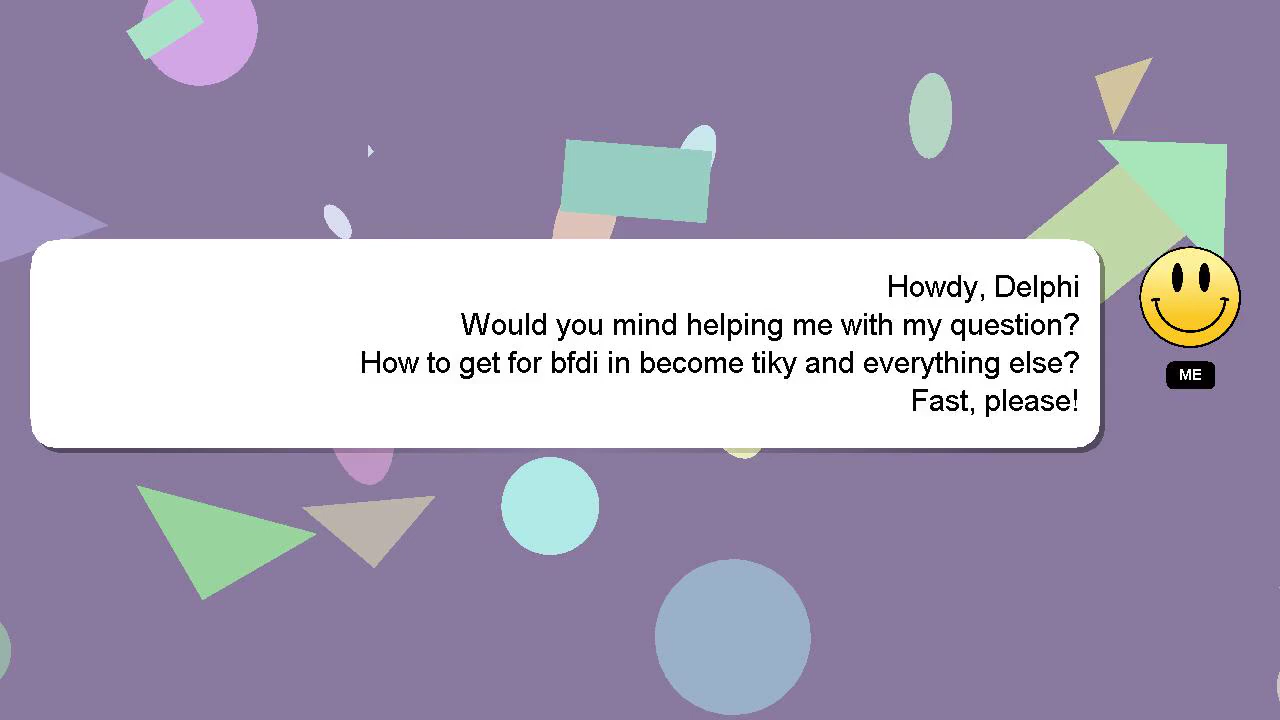 Howdy, Delphi
Would you mind helping me with my question?
How to get for bfdi in become tiky and everything else?
Fast, please!
ME